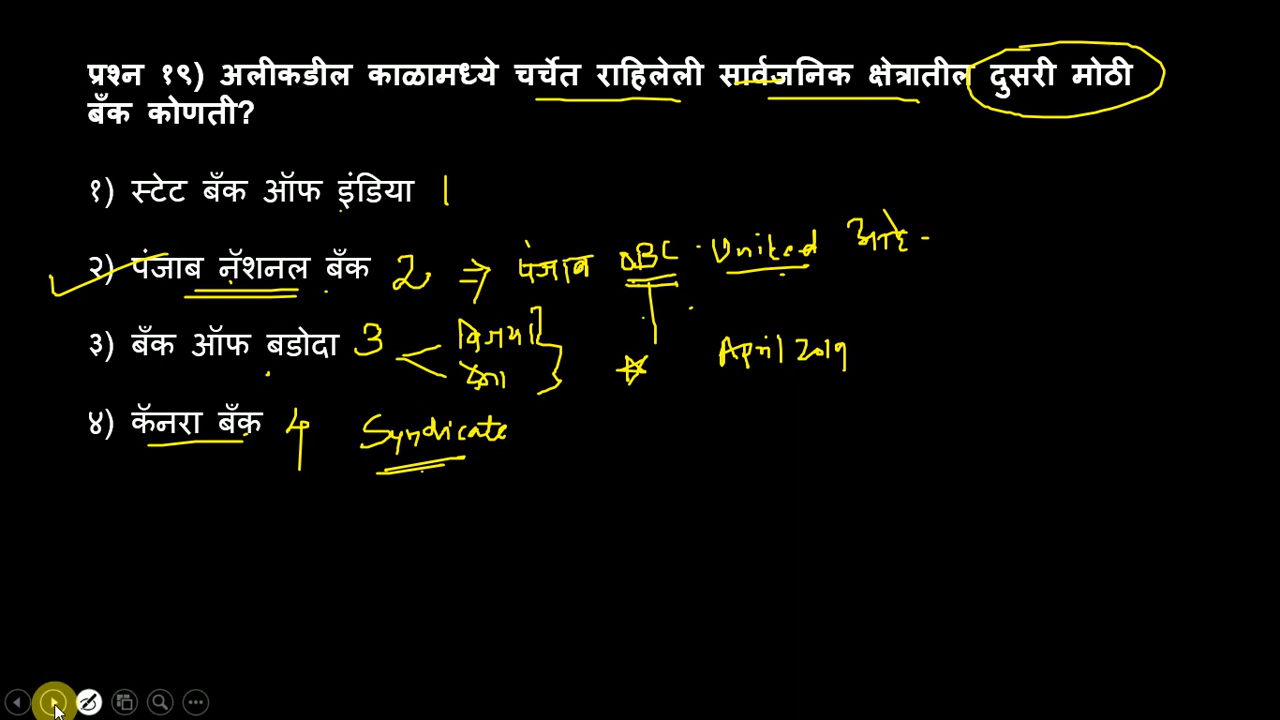 प्रश्न १९) अलीकडील काळामध्ये चर्चेत राहिलेली सार्वजनिक क्षेत्रातील दुसरी मोठी
बँक कोणती?
१) स्टेट बँक ऑफ इंडिया 1
२) पंजाब नॅशनल बँक 2 ⇒ पंजाब OBC United
३) बँक ऑफ बडोदा 3 विजया देना April 2019
४) कॅनरा बँक 4 Syndicate